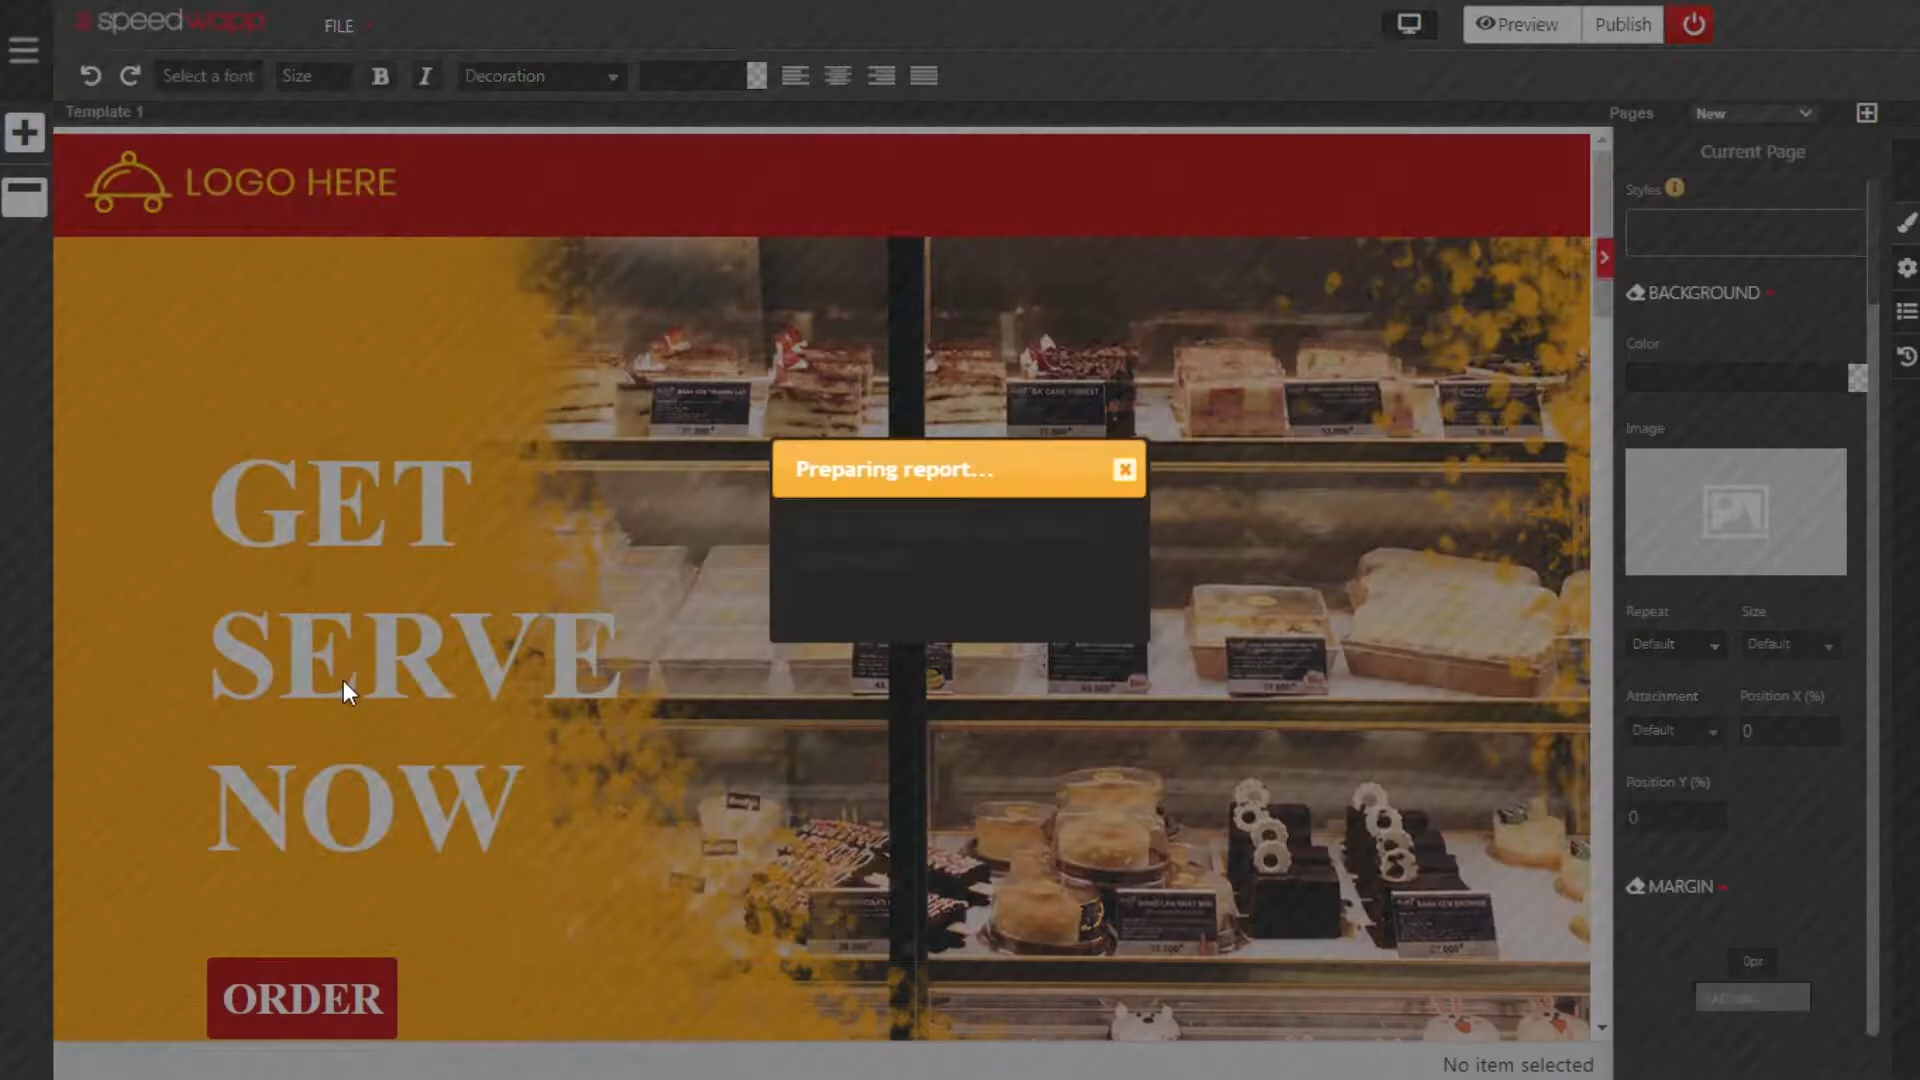 speedwapp
FILE
Preview
Publish
Select a font
Size
B
I
Decoration
Template 1
Pages
New
Current Page
LOGO HERE
Styles
BACKGROUND
Color
Image
Preparing report...
GET
SERVE
NOW
ORDER
Repeat
Size
Default
Default
Attachment
Position X (%)
Default
0
Position Y (%)
0
MARGIN
0px
No item selected